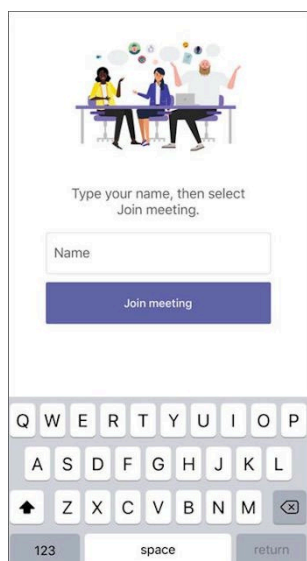 Type your name, then select
Join meeting.
Name
Join meeting
Q W E R T Y U I O P
A S D F G H J K L
Z X C V B N M
123 space return